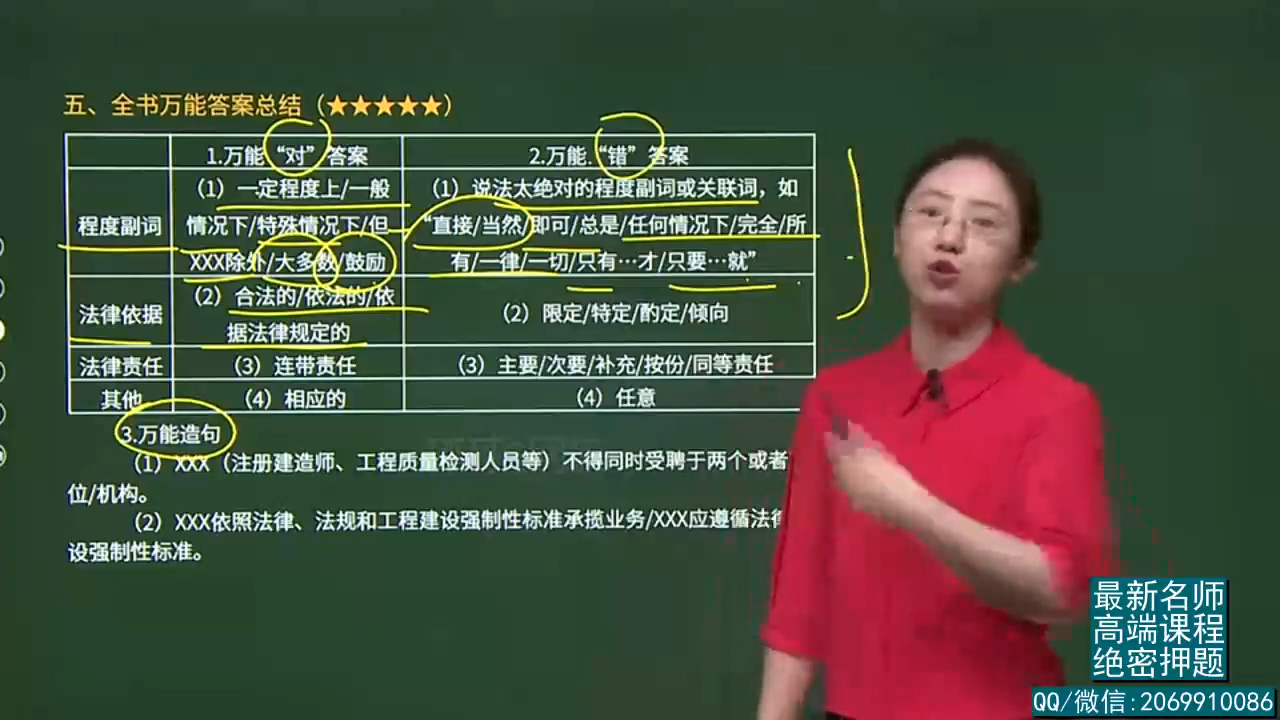 五、全书万能答案总结（★★★★★）
1.万能“对”答案
2.万能.“错”答案
程度副词
（1）一定程度上/一般
情况下/特殊情况下/但
XXX除外/大多数/鼓励
（1）说法太绝对的程度副词或关联词，如
“直接/当然/即可/总是/任何情况下/完全/所
有/一律/一切/只有…才/只要…就”
法律依据
（2）合法的/依法的/依
据法律规定的
（2）限定/特定/酌定/倾向
法律责任
（3）连带责任
（3）主要/次要/补充/按份/同等责任
其他
（4）相应的
（4）任意
3.万能造句
（1）XXX（注册建造师、工程质量检测人员等）不得同时受聘于两个或者
位/机构。
（2）XXX依照法律、法规和工程建设强制性标准承揽业务/XXX应遵循法
设强制性标准。
最新名师
高端课程
绝密押题
QQ/微信:2069910086